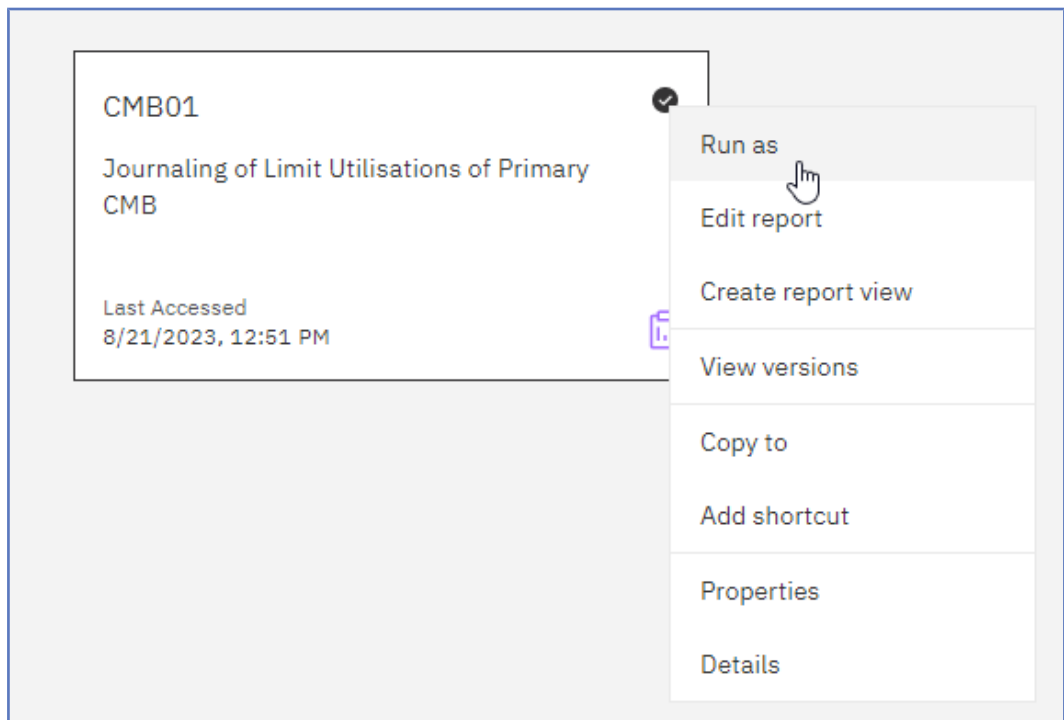 CMB01
Journaling of Limit Utilisations of Primary
CMB
Last Accessed
8/21/2023, 12:51 PM
Run as
Edit report
Create report view
View versions
Copy to
Add shortcut
Properties
Details